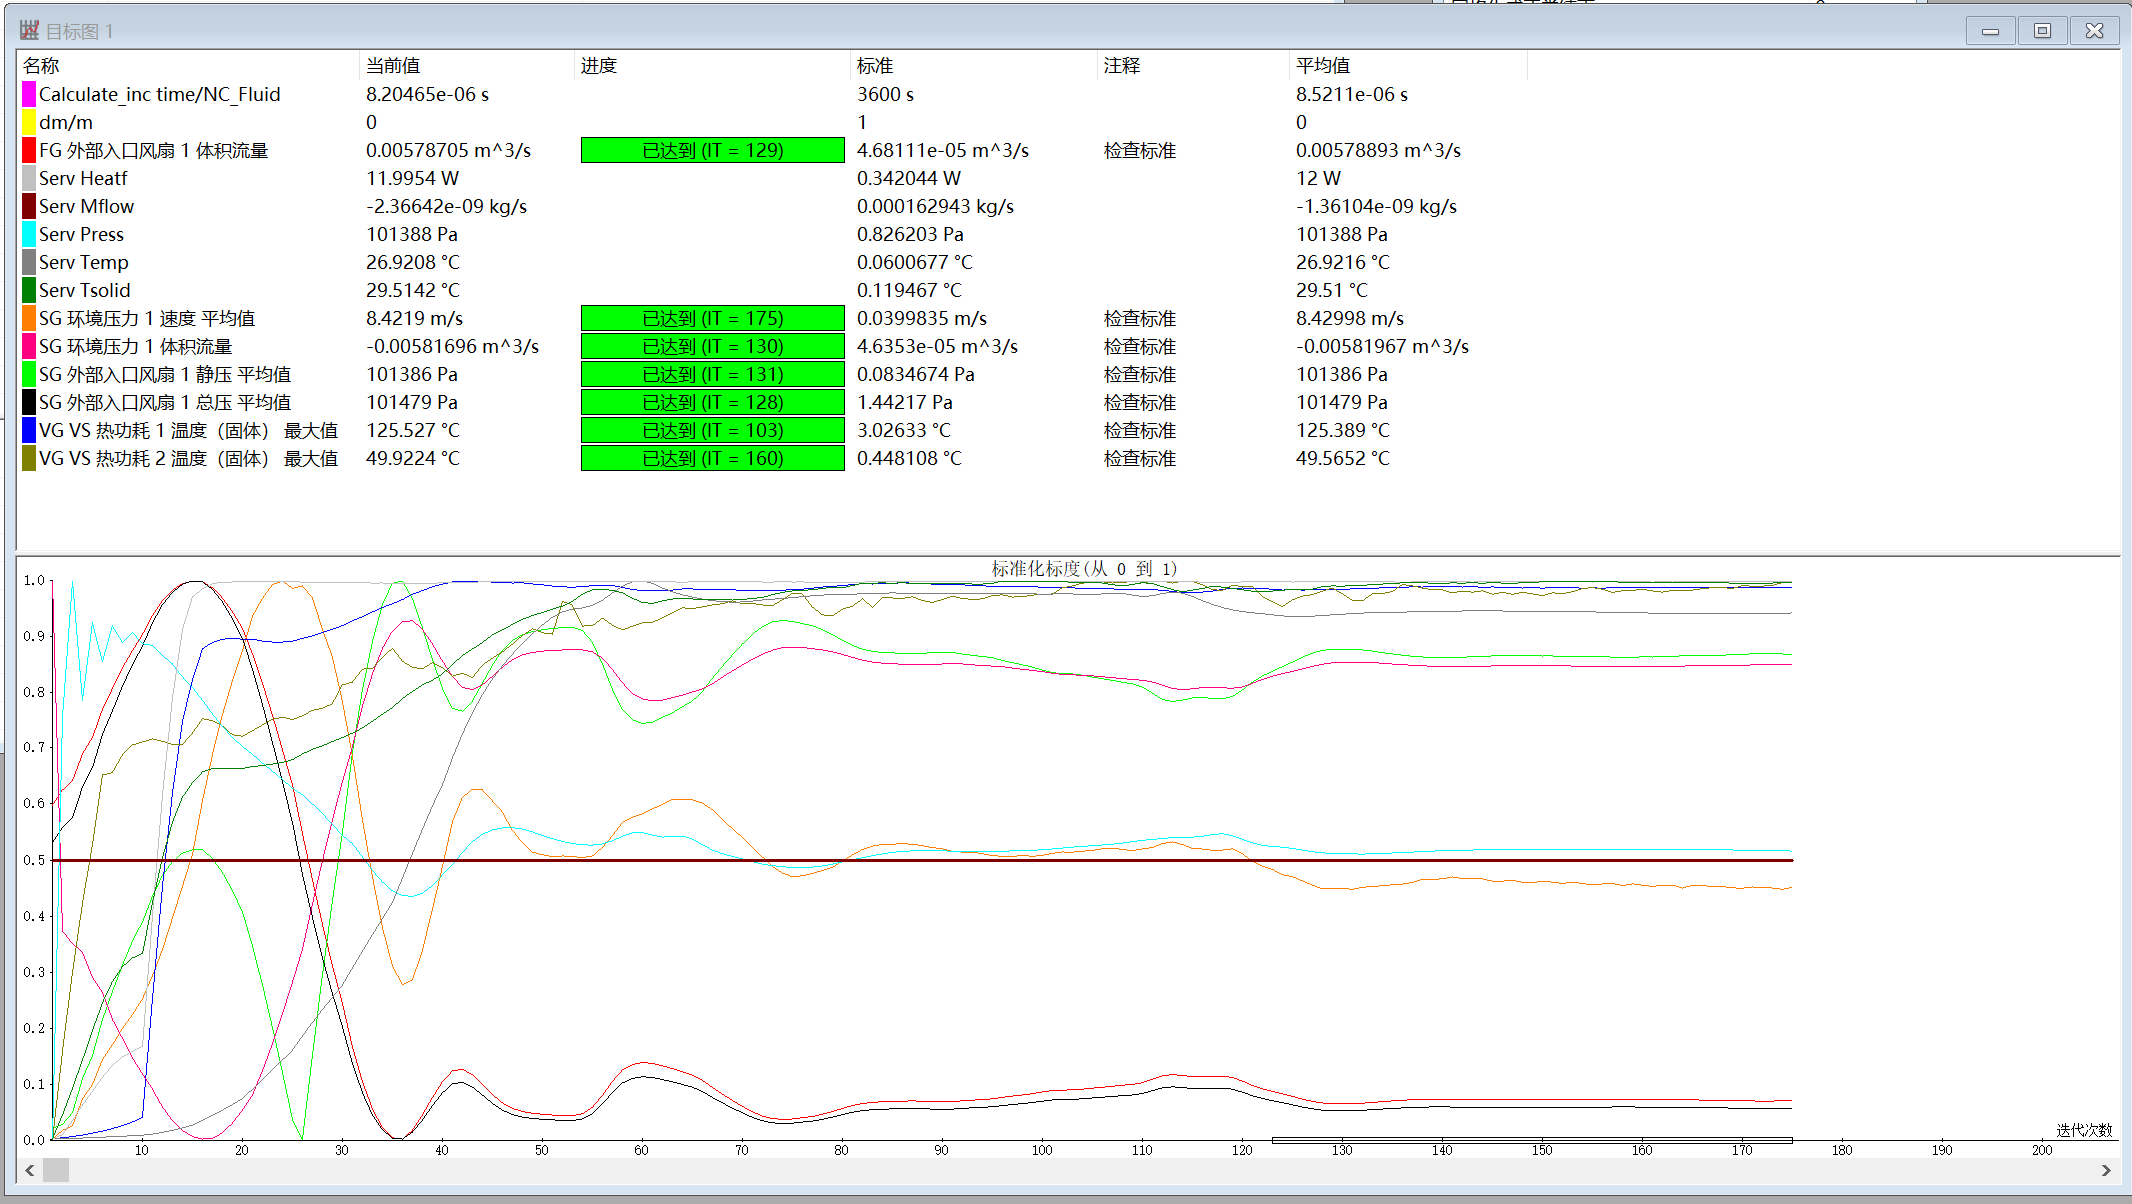 目标图 1
名称 当前值 进度 标准 注释 平均值
Calculate_inc time/NC_Fluid 8.20465e-06 s 3600 s 8.5211e-06 s
dm/m 0 1 0
FG 外部入口风扇 1 体积流量 0.00578705 m^3/s 已达到 (IT = 129) 4.68111e-05 m^3/s 检查标准 0.00578893 m^3/s
Serv Heatf 11.9954 W 0.342044 W 12 W
Serv Mflow -2.36642e-09 kg/s 0.000162943 kg/s -1.36104e-09 kg/s
Serv Press 101388 Pa 0.826203 Pa 101388 Pa
Serv Temp 26.9208 °C 0.0600677 °C 26.9216 °C
Serv Tsolid 29.5142 °C 0.119467 °C 29.51 °C
SG 环境压力 1 速度 平均值 8.4219 m/s 已达到 (IT = 175) 0.0399835 m/s 检查标准 8.42998 m/s
SG 环境压力 1 体积流量 -0.00581696 m^3/s 已达到 (IT = 130) 4.6353e-05 m^3/s 检查标准 -0.00581967 m^3/s
SG 外部入口风扇 1 静压 平均值 101386 Pa 已达到 (IT = 131) 0.0834674 Pa 检查标准 101386 Pa
SG 外部入口风扇 1 总压 平均值 101479 Pa 已达到 (IT = 128) 1.44217 Pa 检查标准 101479 Pa
VG VS 热功耗 1 温度（固体） 最大值 125.527 °C 已达到 (IT = 103) 3.02633 °C 检查标准 125.389 °C
VG VS 热功耗 2 温度（固体） 最大值 49.9224 °C 已达到 (IT = 160) 0.448108 °C 检查标准 49.5652 °C
标准化标度(从 0 到 1)
1.0
0.9
0.8
0.7
0.6
0.5
0.4
0.3
0.2
0.1
0.0
迭代次数
10 20 30 40 50 60 70 80 90 100 110 120 130 140 150 160 170 180 190 200